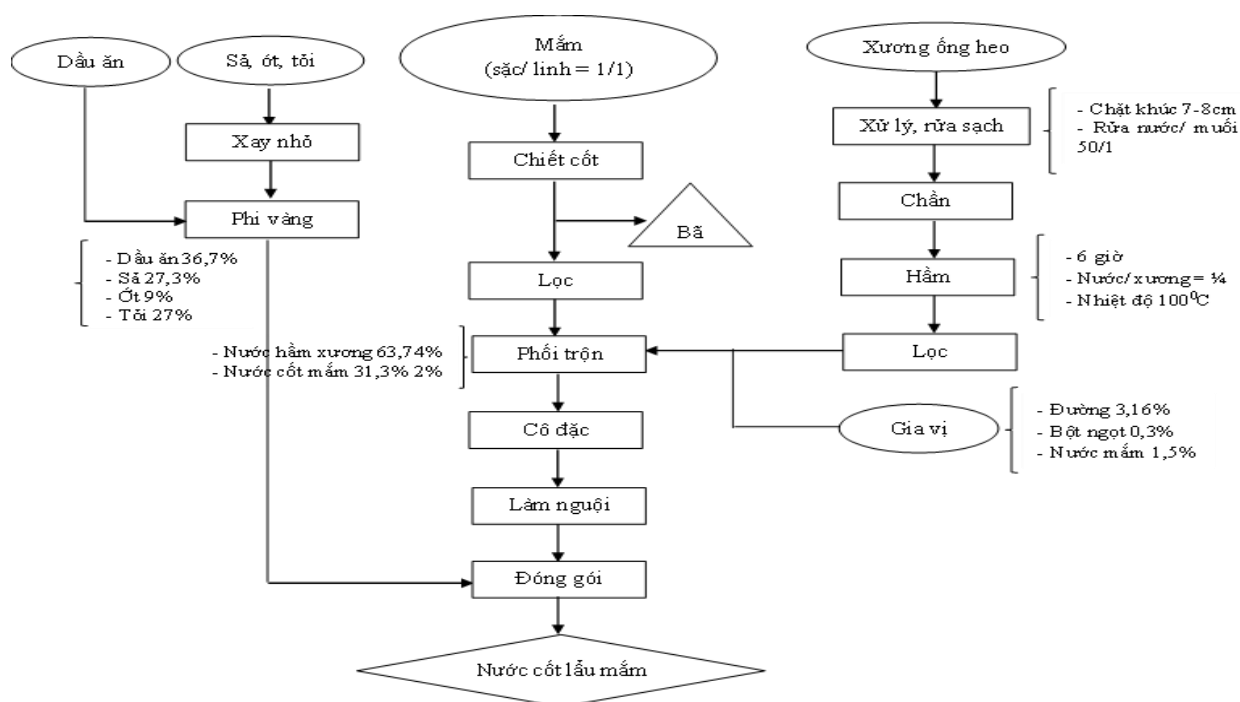 Dầu ăn
Sả, ớt, tỏi
Xay nhỏ
Phi vàng
- Dầu ăn 36,7%
- Sả 27,3%
- Ớt 9%
- Tỏi 27%
Mắm
(sặc/ linh = 1/1)
Chiết cốt
Bã
Lọc
Phối trộn
- Nước hầm xương 63,74%
- Nước cốt mắm 31,3% 2%
Cô đặc
Làm nguội
Đóng gói
Nước cốt lẩu mắm
Xương ống heo
Xử lý, rửa sạch
- Chặt khúc 7-8cm
- Rửa nước/ muối
50/1
Chần
Hầm
- 6 giờ
- Nước/xương = ¼
- Nhiệt độ 100⁰C
Lọc
Gia vị
- Đường 3,16%
- Bột ngọt 0,3%
- Nước mắm 1,5%